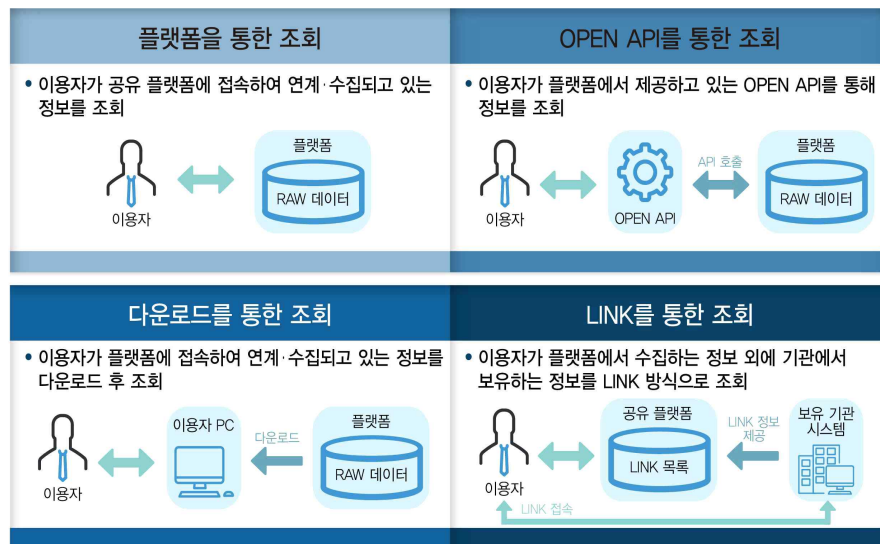 플랫폼을 통한 조회
• 이용자가 공유 플랫폼에 접속하여 연계·수집되고 있는
정보를 조회
이용자
플랫폼
RAW 데이터
OPEN API를 통한 조회
• 이용자가 플랫폼에서 제공하고 있는 OPEN API를 통해
정보를 조회
이용자
OPEN API
API 호출
플랫폼
RAW 데이터
다운로드를 통한 조회
• 이용자가 플랫폼에 접속하여 연계·수집되고 있는 정보를
다운로드 후 조회
이용자
이용자 PC
다운로드
플랫폼
RAW 데이터
LINK를 통한 조회
• 이용자가 플랫폼에서 수집하는 정보 외에 기관에서
보유하는 정보를 LINK 방식으로 조회
이용자
공유 플랫폼
LINK 목록
LINK 정보
제공
보유 기관
시스템
LINK 접속